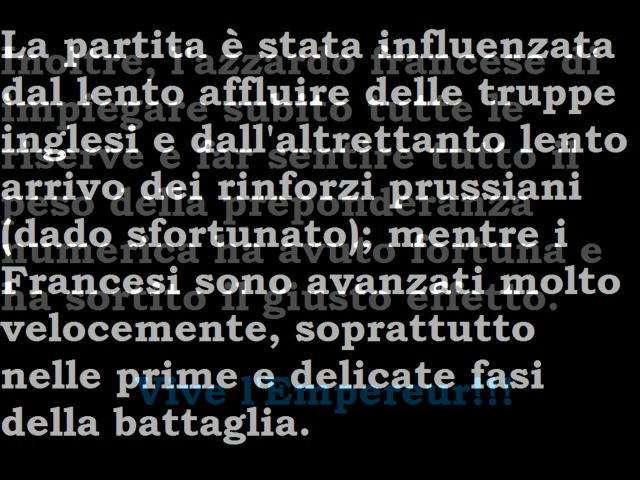 La partita è stata influenzata
dal lento affluire delle truppe
inglesi e dall'altrettanto lento
arrivo dei rinforzi prussiani
(dado sfortunato); mentre i
Francesi sono avanzati molto
velocemente, soprattutto
nelle prime e delicate fasi
della battaglia.
Inoltre, l'azzardo francese di
impiegare subito tutte le
riserve e far sentire tutto il
peso della preponderanza
numerica ha avuto fortuna e
ha sortito il giusto effetto.
Vive l'Empereur!!!